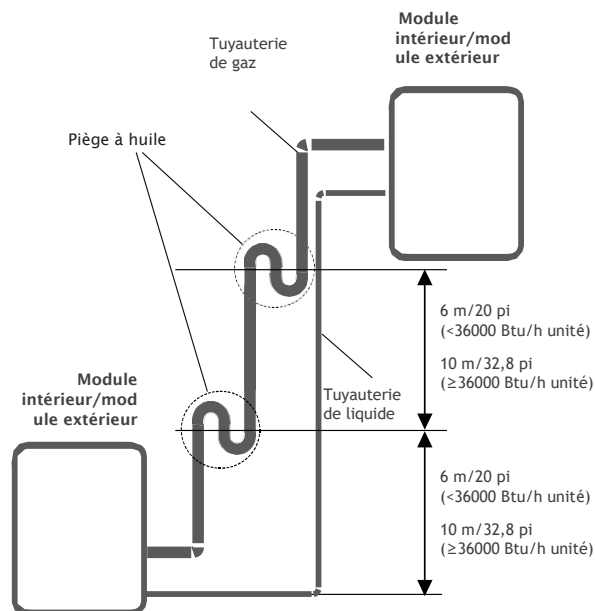 Module
intérieur/mod
ule extérieur
Tuyauterie
de gaz
Piège à huile
6 m/20 pi
(<36000 Btu/h unité)
10 m/32,8 pi
(≥36000 Btu/h unité)
Module
intérieur/mod
ule extérieur
Tuyauterie
de liquide
6 m/20 pi
(<36000 Btu/h unité)
10 m/32,8 pi
(≥36000 Btu/h unité)